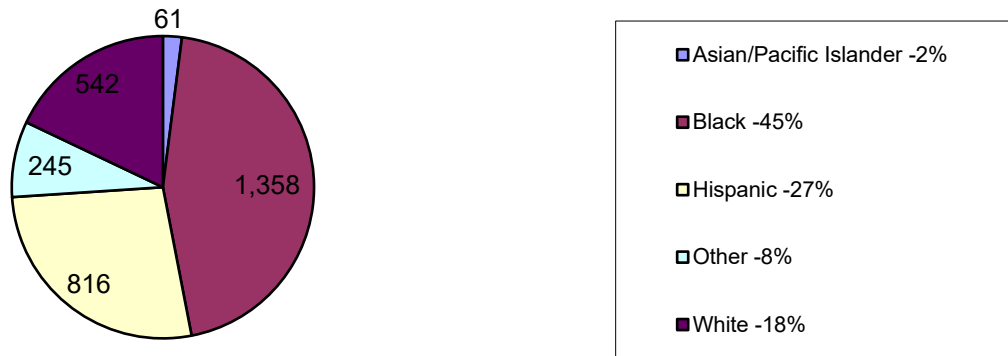 61
542
245
1,358
816
Asian/Pacific Islander -2%
Black -45%
Hispanic -27%
Other -8%
White -18%